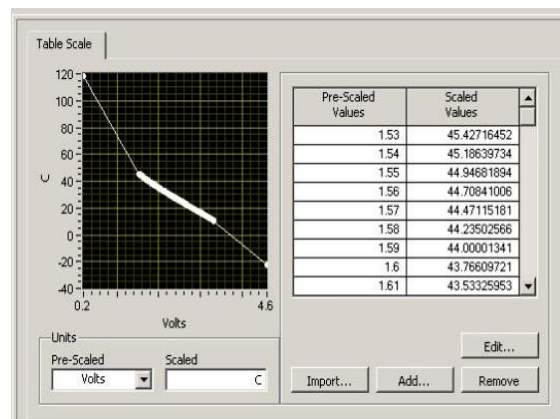 Table Scale
120
100
80
60
40
20
0
-20
-40
C
0.2
4.6
Volts
Units
Pre-Scaled
Scaled
Volts
C
Pre-Scaled Values
Scaled Values
1.53 45.42716452
1.54 45.18639734
1.55 44.94681894
1.56 44.70841006
1.57 44.47115181
1.58 44.23502566
1.59 44.00001341
1.6 43.76609721
1.61 43.53325953
Edit...
Import...
Add...
Remove